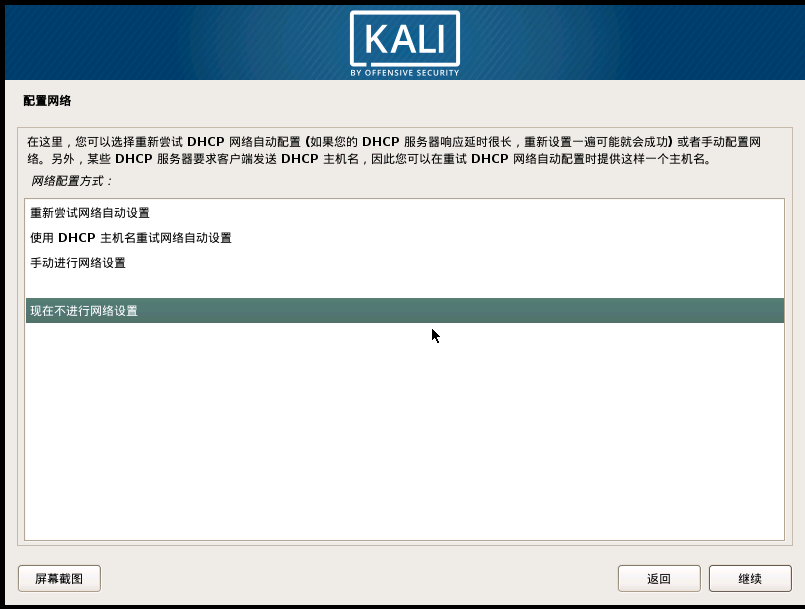 KALI
BY OFFENSIVE SECURITY
配置网络
在这里，您可以选择重新尝试 DHCP 网络自动配置 (如果您的 DHCP 服务器响应延时很长，重新设置一遍可能就会成功) 或者手动配置网
络。另外，某些 DHCP 服务器要求客户端发送 DHCP 主机名，因此您可以在重试 DHCP 网络自动配置时提供这样一个主机名。
网络配置方式：
重新尝试网络自动设置
使用 DHCP 主机名重试网络自动设置
手动进行网络设置
现在不进行网络设置
屏幕截图
返回
继续